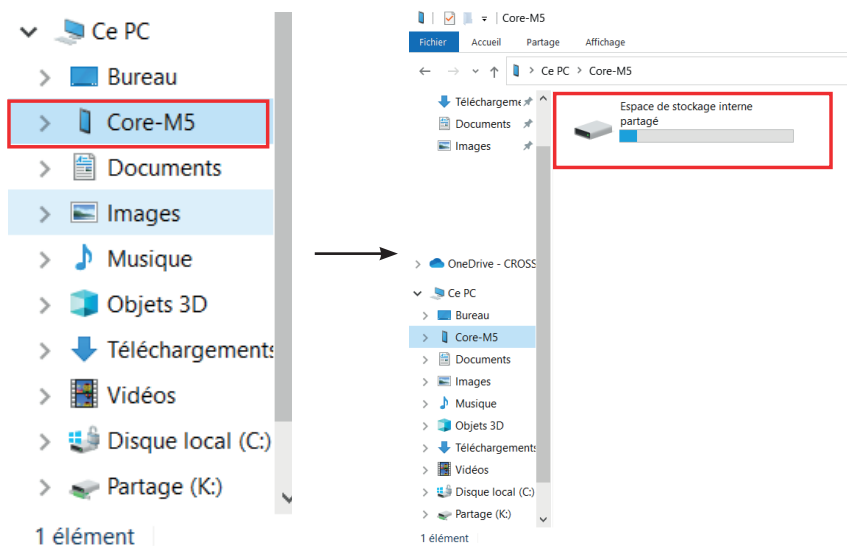 Ce PC
Bureau
Core-M5
Documents
Images
Musique
Objets 3D
Téléchargements
Vidéos
Disque local (C:)
Partage (K:)
1 élément
Core-M5
Fichier Accueil Partage Affichage
Ce PC > Core-M5
Téléchargeme
Documents
Images
Espace de stockage interne
partagé
OneDrive - CROSS
Ce PC
Bureau
Core-M5
Documents
Images
Musique
Objets 3D
Téléchargements
Vidéos
Disque local (C:)
Partage (K:)
1 élément